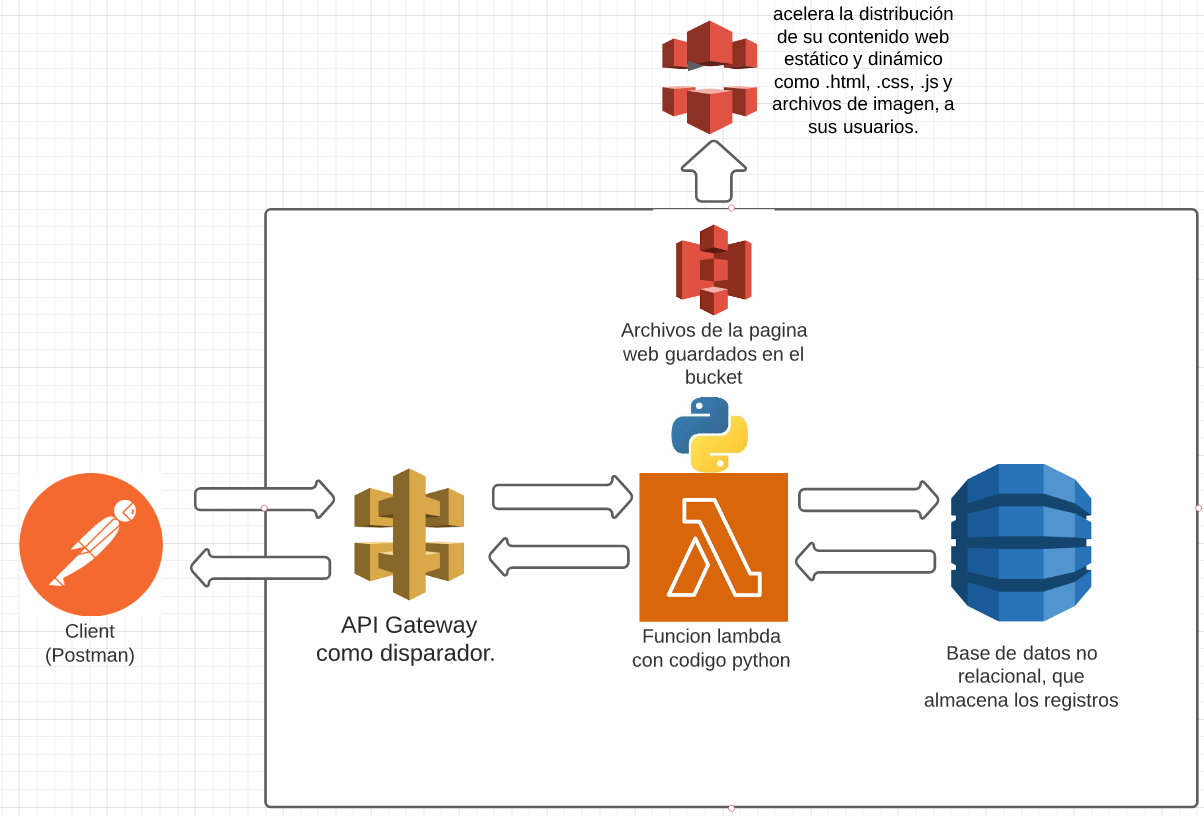 acelera la distribución
de su contenido web
estático y dinámico
como .html, .css, .js y
archivos de imagen, a
sus usuarios.
Archivos de la pagina
web guardados en el
bucket
Client
(Postman)
API Gateway
como disparador.
Funcion lambda
con codigo python
Base de datos no
relacional, que
almacena los registros